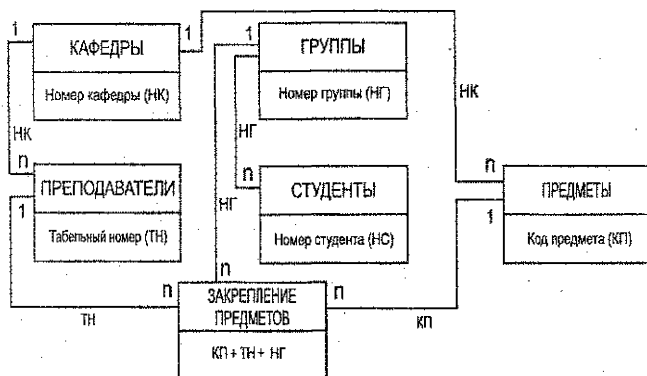 1
КАФЕДРЫ
1
Номер кафедры (НК)
1
ГРУППЫ
Номер группы (НГ)
НК
НГ
НК
n
ПРЕПОДАВАТЕЛИ
1
Табельный номер (ТН)
НГ
n
СТУДЕНТЫ
Номер студента (НС)
n
ПРЕДМЕТЫ
1
Код предмета (КП)
n
n
ЗАКРЕПЛЕНИЕ
ПРЕДМЕТОВ
КП + ТН + НГ
П
ТН
КП